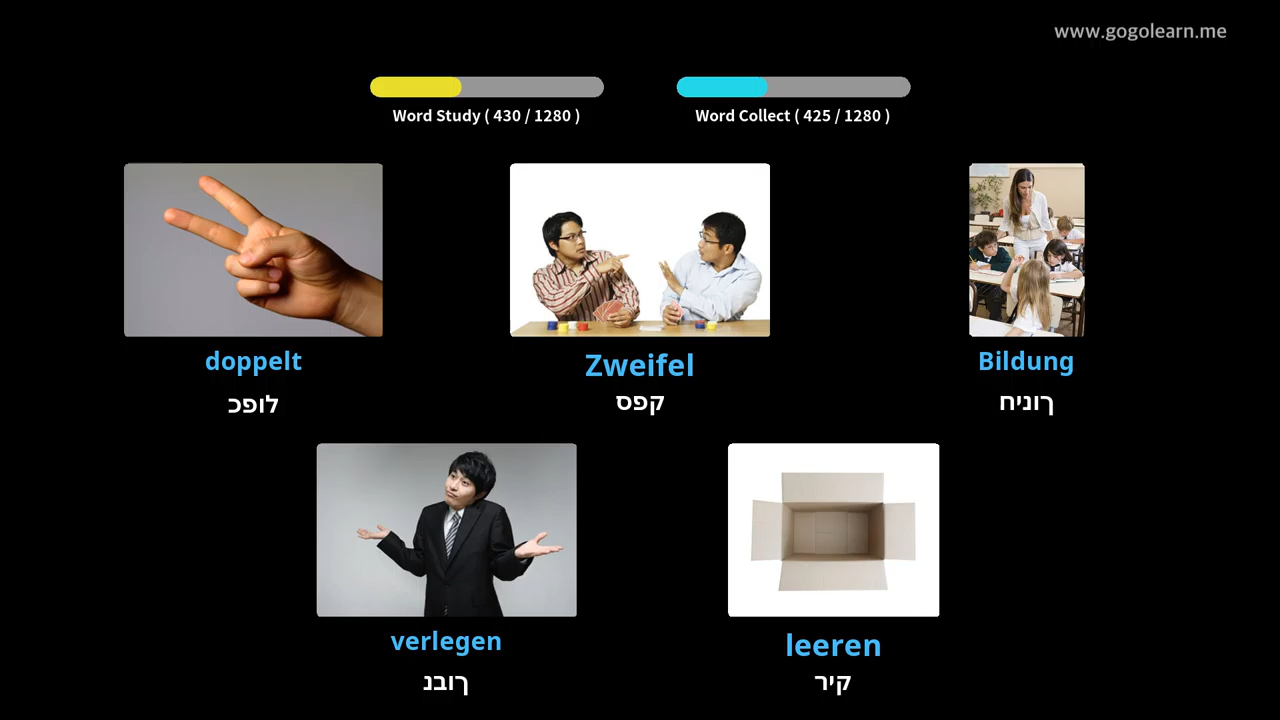 www.gogolearn.me
Word Study ( 430 / 1280 )
Word Collect ( 425 / 1280 )
doppelt
לופכ
Zweifel
קפס
Bildung
ךוניח
verlegen
ךובנ
leeren
קיר